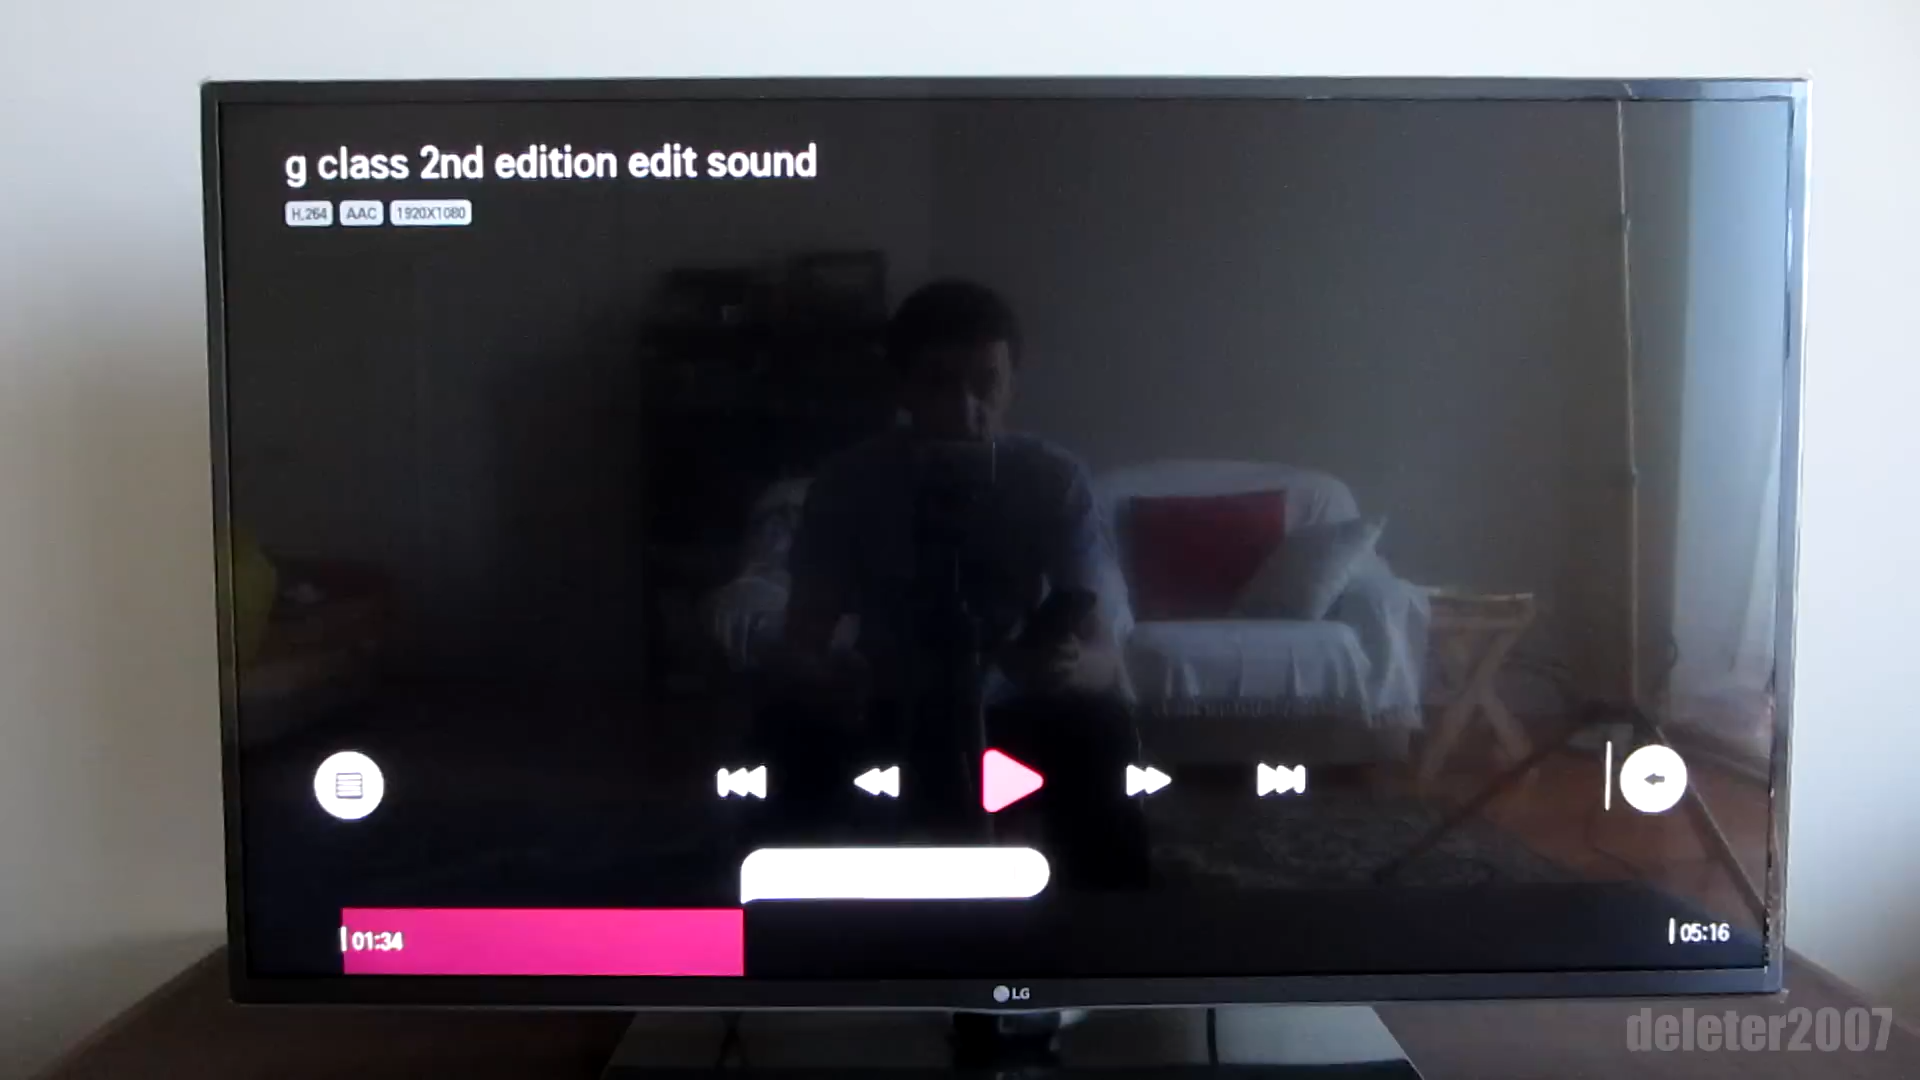 g class 2nd edition edit sound
H.264 AAC 1920X1080
01:34
05:16
LG
deleter2007